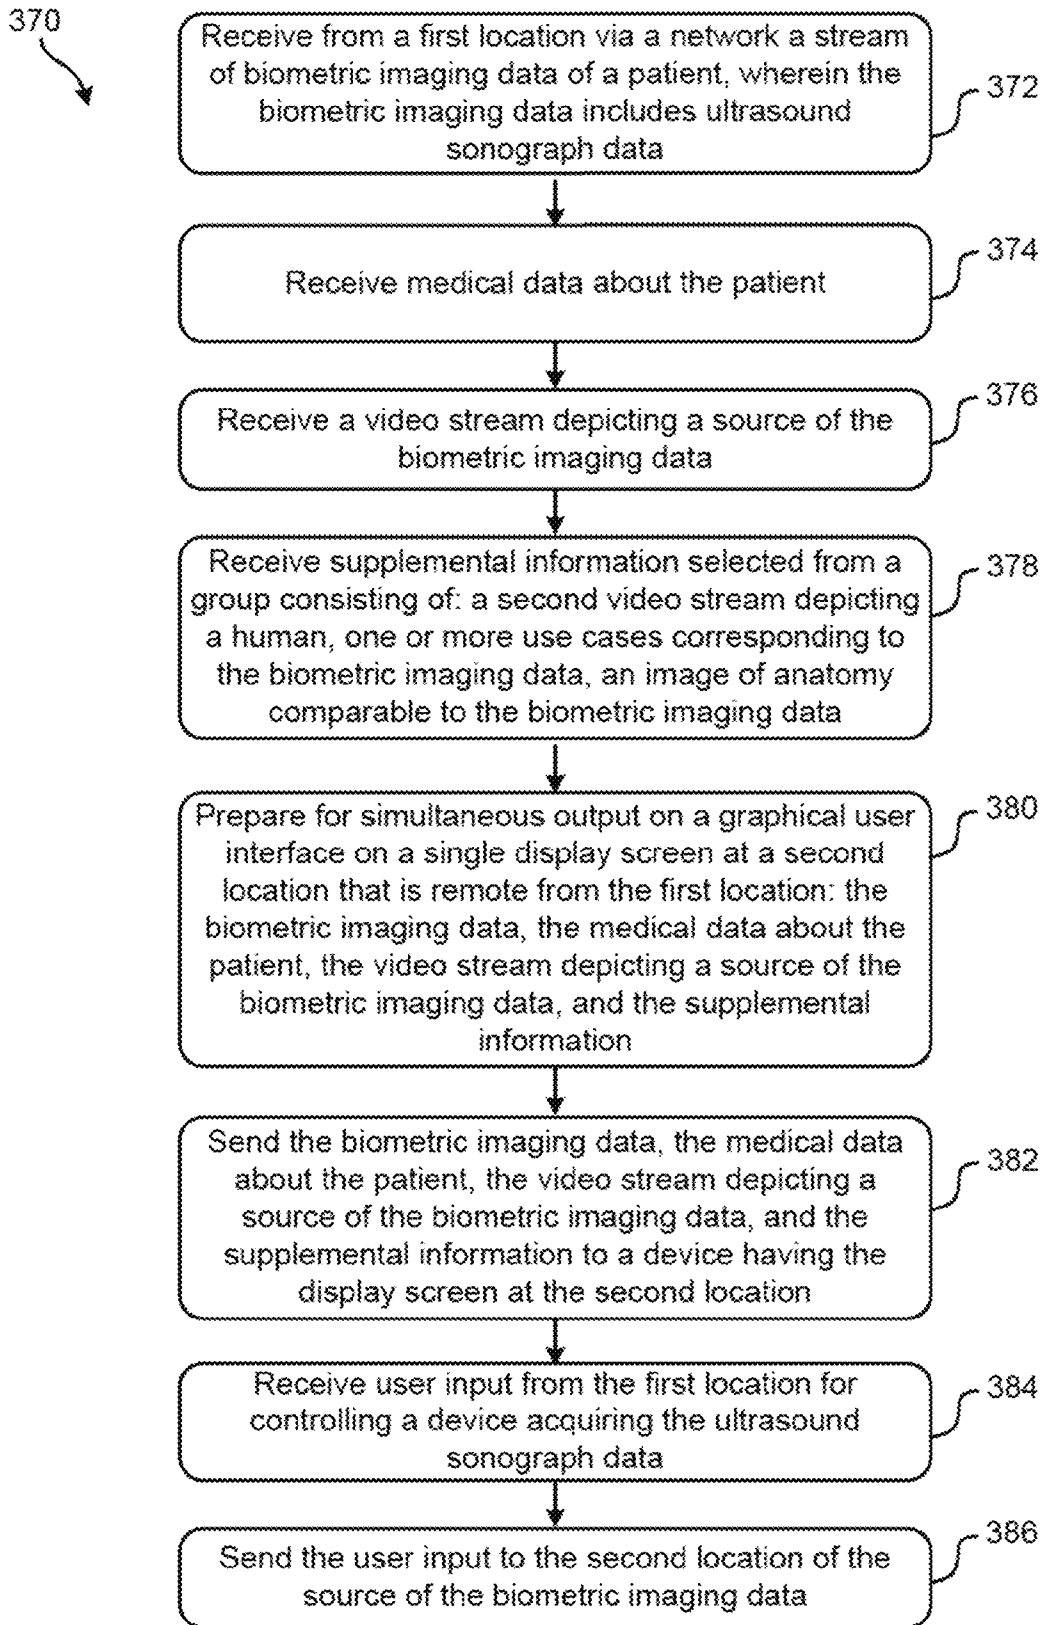 370
Receive from a first location via a network a stream
of biometric imaging data of a patient, wherein the
biometric imaging data includes ultrasound
sonograph data
372
Receive medical data about the patient
374
Receive a video stream depicting a source of the
biometric imaging data
376
Receive supplemental information selected from a
group consisting of: a second video stream depicting
a human, one or more use cases corresponding to
the biometric imaging data, an image of anatomy
comparable to the biometric imaging data
378
Prepare for simultaneous output on a graphical user
interface on a single display screen at a second
location that is remote from the first location: the
biometric imaging data, the medical data about the
patient, the video stream depicting a source of the
biometric imaging data, and the supplemental
information
380
Send the biometric imaging data, the medical data
about the patient, the video stream depicting a
source of the biometric imaging data, and the
supplemental information to a device having the
display screen at the second location
382
Receive user input from the first location for
controlling a device acquiring the ultrasound
sonograph data
384
Send the user input to the second location of the
source of the biometric imaging data
386